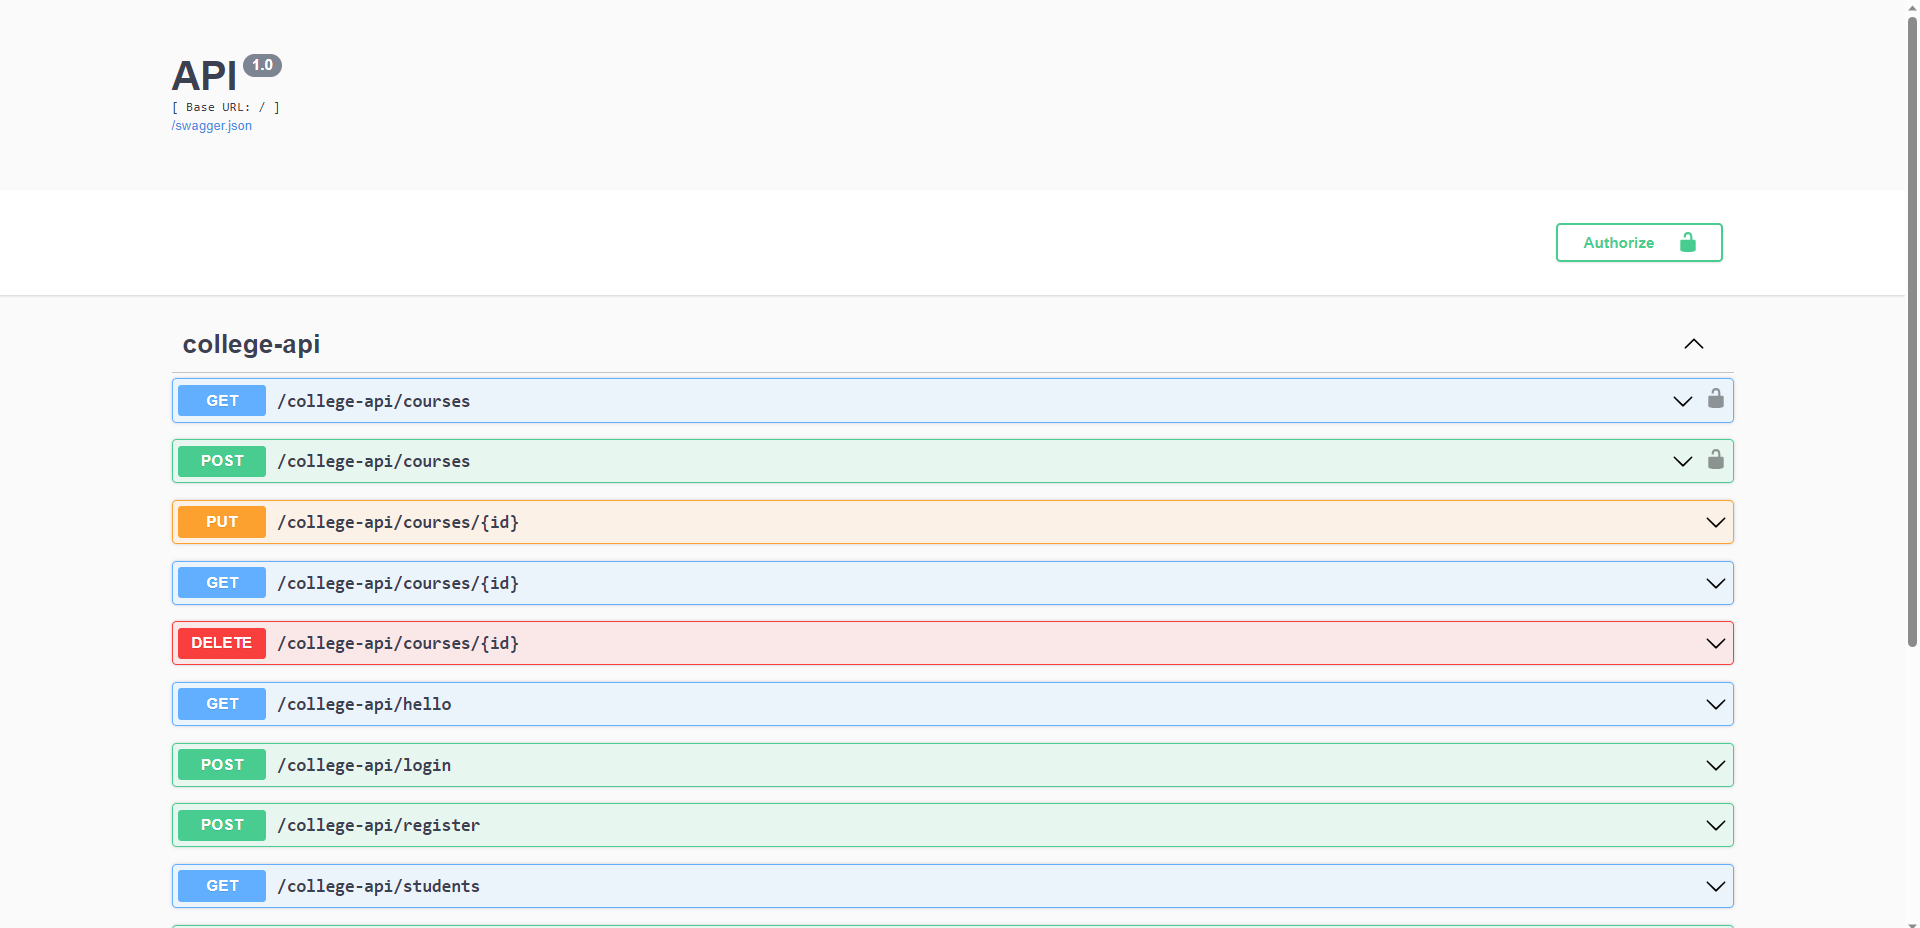 API 1.0
[ Base URL: / ]
/swagger.json
Authorize
college-api
GET /college-api/courses
POST /college-api/courses
PUT /college-api/courses/{id}
GET /college-api/courses/{id}
DELETE /college-api/courses/{id}
GET /college-api/hello
POST /college-api/login
POST /college-api/register
GET /college-api/students